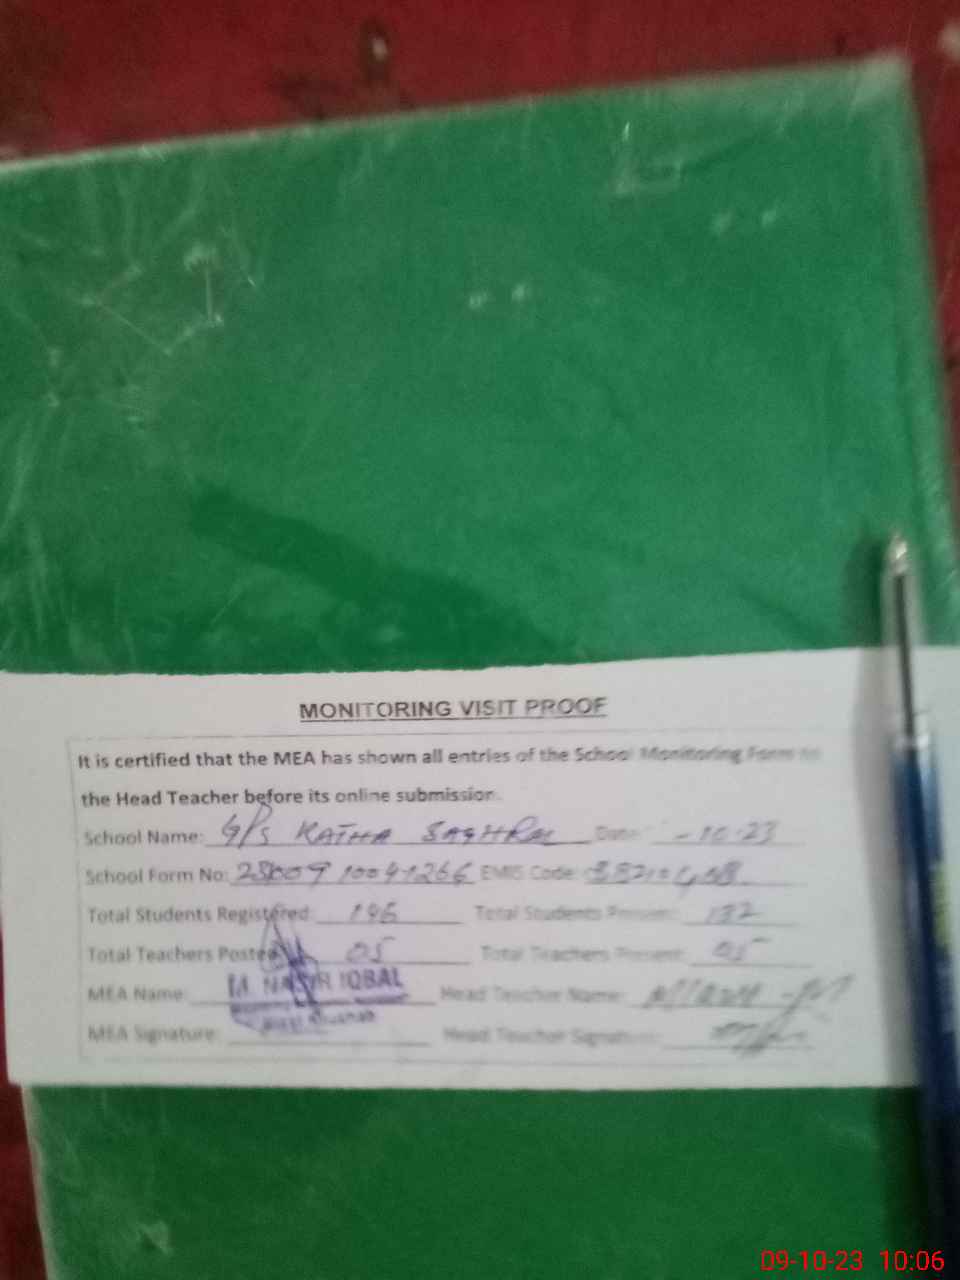 MONITORING VISIT PROOF
It is certified that the MEA has shown all entries of the School Monitoring Form to
the Head Teacher before its online submission.
School Name: GPS KATHA SAGHRAL Date: -10-23
School Form No: EMIS Code:
Total Students Registered: 196 Total Students Present: 132
Total Teachers Posted: 05 Total Teachers Present: 05
MEA Name: M. NASIR IQBAL Head Teacher Name:
MEA Signature: Head Teacher Signature:
09-10-23 10:06